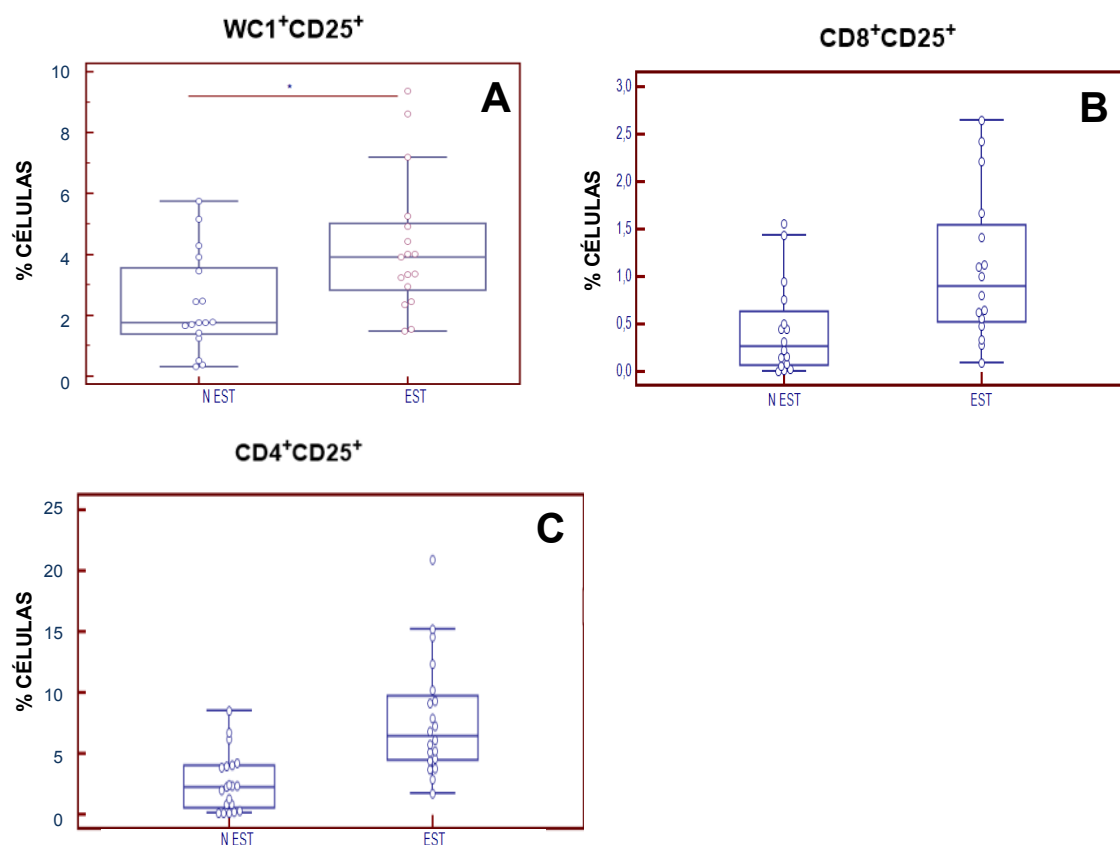 WC1⁺CD25⁺
A
*
% CÉLULAS
10
8
6
4
2
0
N EST
EST
CD8⁺CD25⁺
B
% CÉLULAS
3,0
2,5
2,0
1,5
1,0
0,5
0,0
N EST
EST
CD4⁺CD25⁺
C
% CÉLULAS
25
20
15
10
5
0
N EST
EST